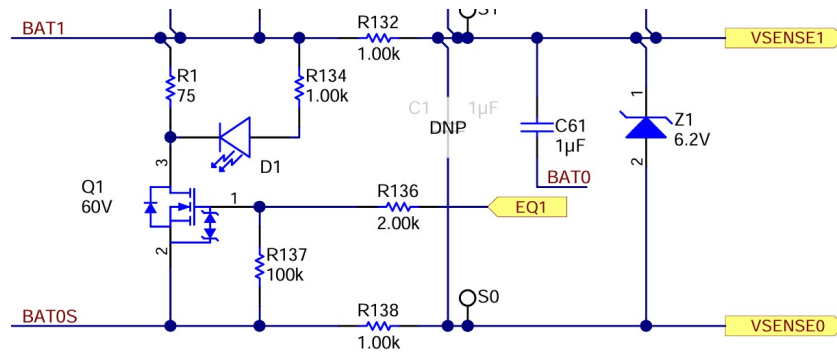 S1
BAT1
R132
1.00k
VSENSE1
R1
75
R134
1.00k
C1
1µF
DNP
C61
1µF
1
Z1
6.2V
2
D1
3
BAT0
Q1
60V
1
R136
2.00k
EQ1
2
R137
100k
S0
BAT0S
R138
1.00k
VSENSE0